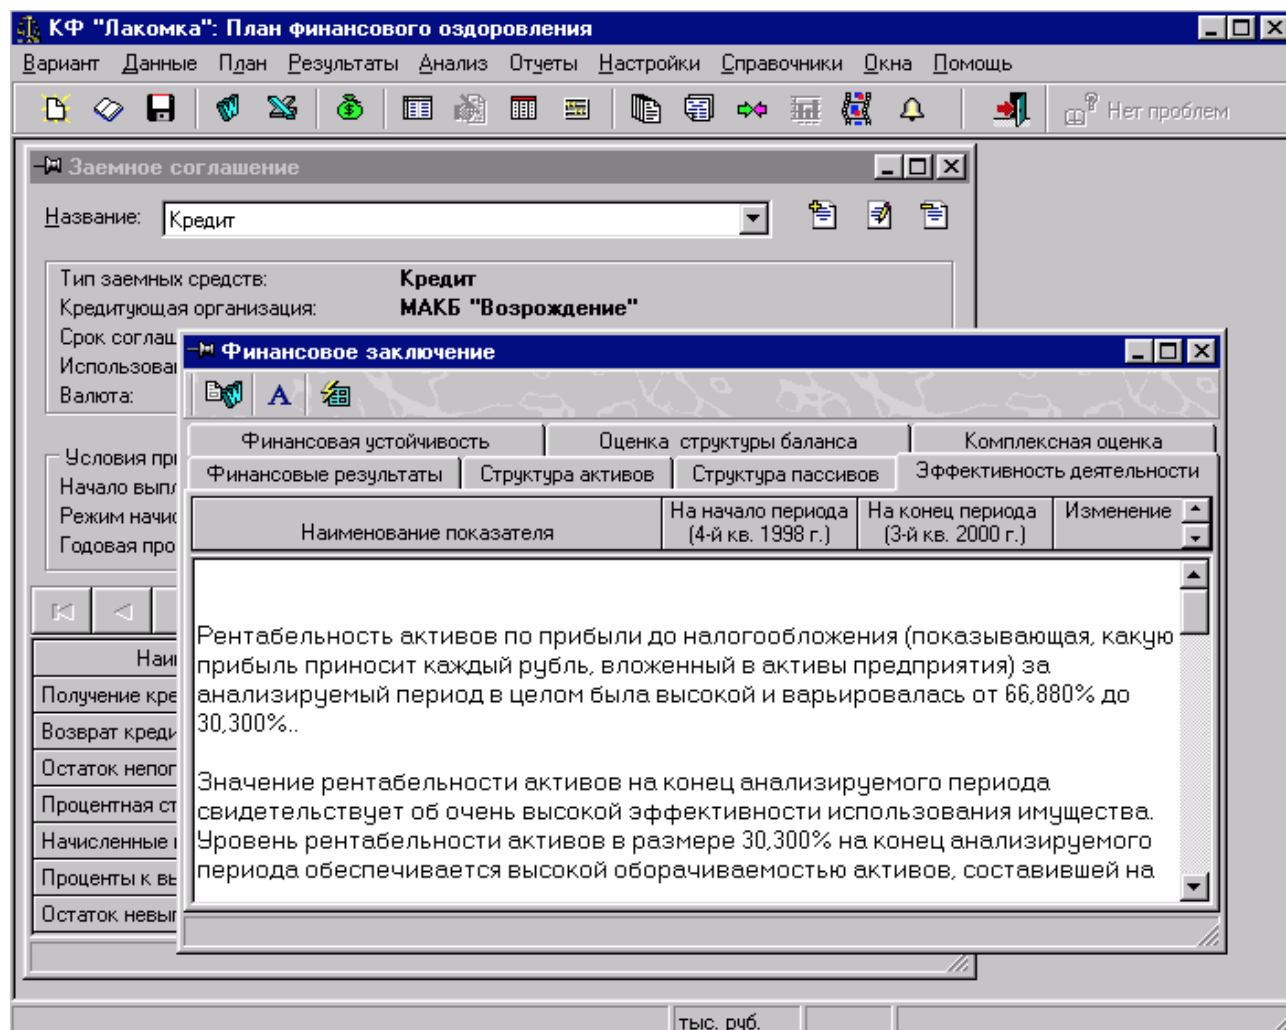 КФ "Лакомка": План финансового оздоровления
Вариант Данные План Результаты Анализ Отчеты Настройки Справочники Окна Помощь
Нет проблем
Заемное соглашение
Название: Кредит
Тип заемных средств: Кредит
Кредитующая организация: МАКБ "Возрождение"
Срок соглаш
Использова
Валюта:
Условия пр
Начало выпл
Режим начис
Годовая про
Наи
Получение кре
Возврат креди
Остаток непог
Процентная ст
Начисленные
Проценты к вы
Остаток невып
Финансовое заключение
A
Финансовая устойчивость Оценка структуры баланса Комплексная оценка
Финансовые результаты Структура активов Структура пассивов Эффективность деятельности
Наименование показателя
На начало периода
(4-й кв. 1998 г.)
На конец периода
(3-й кв. 2000 г.)
Изменение
Рентабельность активов по прибыли до налогообложения (показывающая, какую
прибыль приносит каждый рубль, вложенный в активы предприятия) за
анализируемый период в целом была высокой и варьировалась от 66,880% до
30,300%..
Значение рентабельности активов на конец анализируемого периода
свидетельствует об очень высокой эффективности использования имущества.
Уровень рентабельности активов в размере 30,300% на конец анализируемого
периода обеспечивается высокой оборачиваемостью активов, составившей на
тыс. руб.